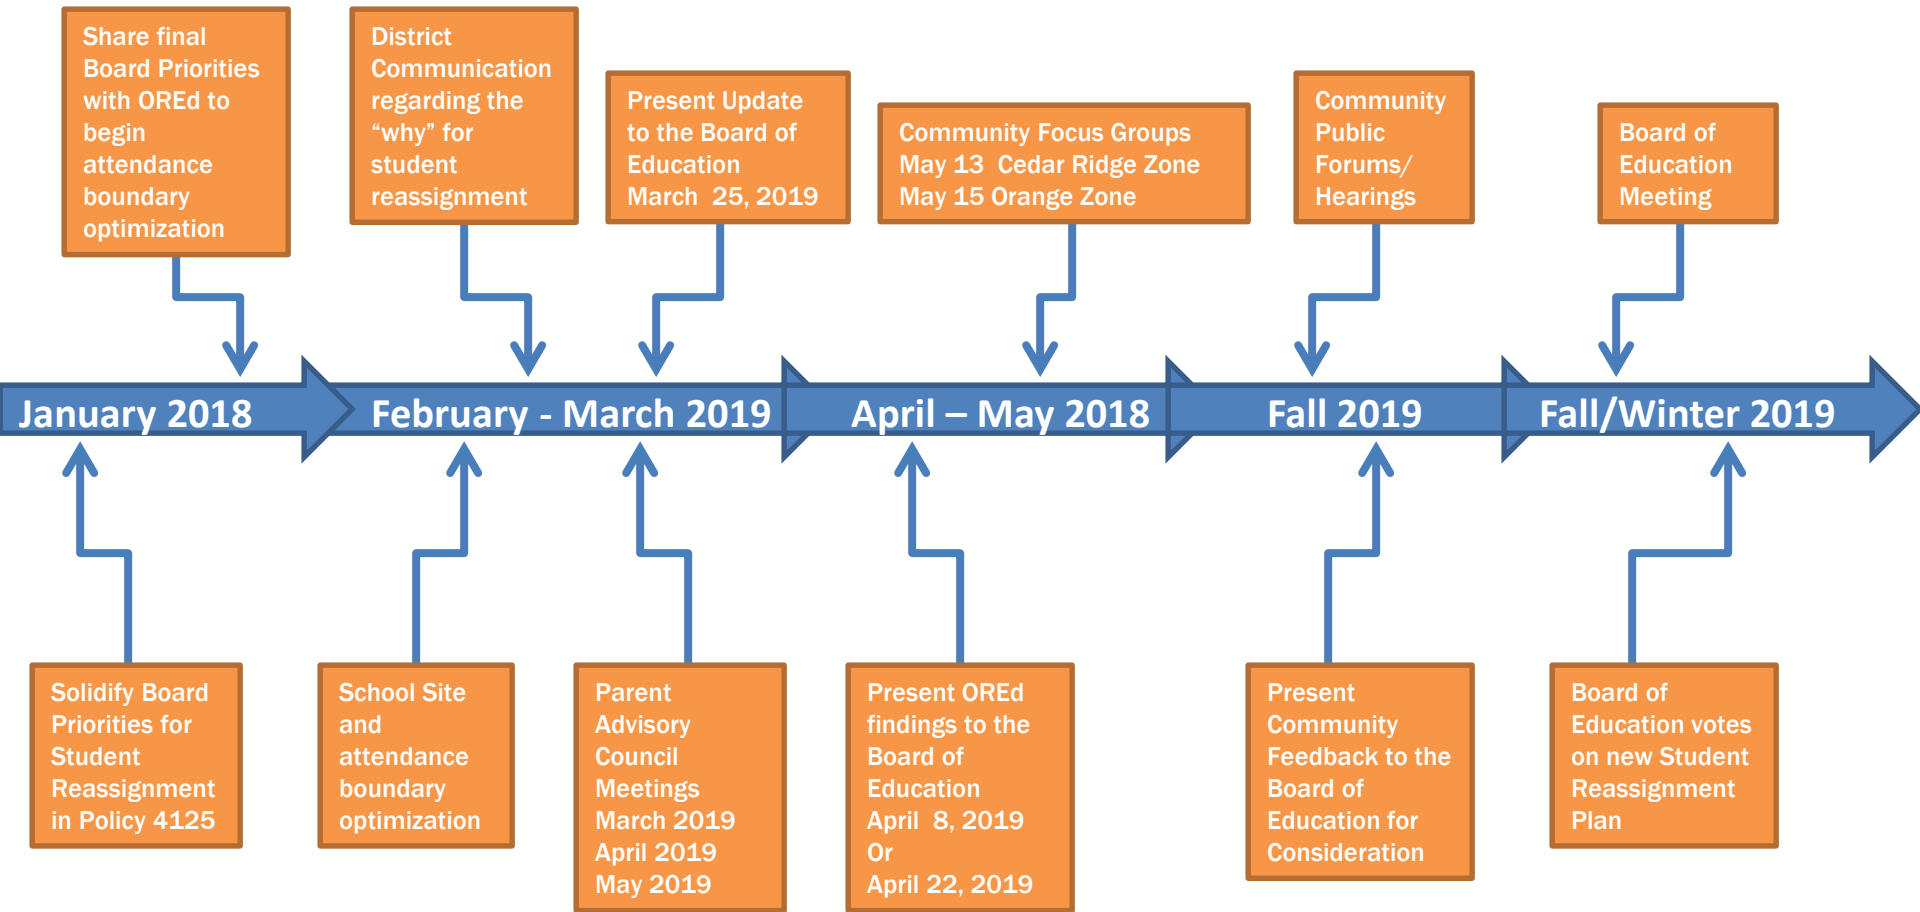 Share final
Board Priorities
with OREd to
begin
attendance
boundary
optimization
District
Communication
regarding the
“why” for
student
reassignment
Present Update
to the Board of
Education
March  25, 2019
Community Focus Groups
May 13  Cedar Ridge Zone
May 15 Orange Zone
Community
Public
Forums/
Hearings
Board of
Education
Meeting
January 2018
February - March 2019
April – May 2018
Fall 2019
Fall/Winter 2019
Solidify Board
Priorities for
Student
Reassignment
in Policy 4125
School Site
and
attendance
boundary
optimization
Parent
Advisory
Council
Meetings
March 2019
April 2019
May 2019
Present OREd
findings to the
Board of
Education
April  8, 2019
Or
April 22, 2019
Present
Community
Feedback to the
Board of
Education for
Consideration
Board of
Education votes
on new Student
Reassignment
Plan